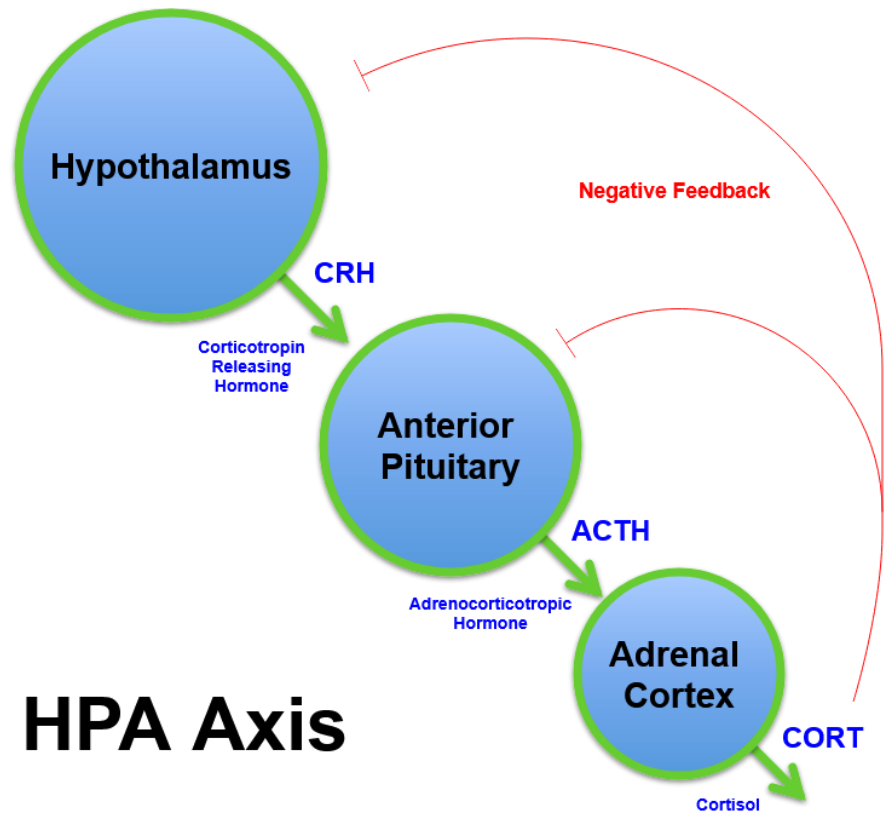 Hypothalamus
Negative Feedback
CRH
Corticotropin
Releasing
Hormone
Anterior
Pituitary
ACTH
Adrenocorticotropic
Hormone
Adrenal
Cortex
HPA Axis
CORT
Cortisol